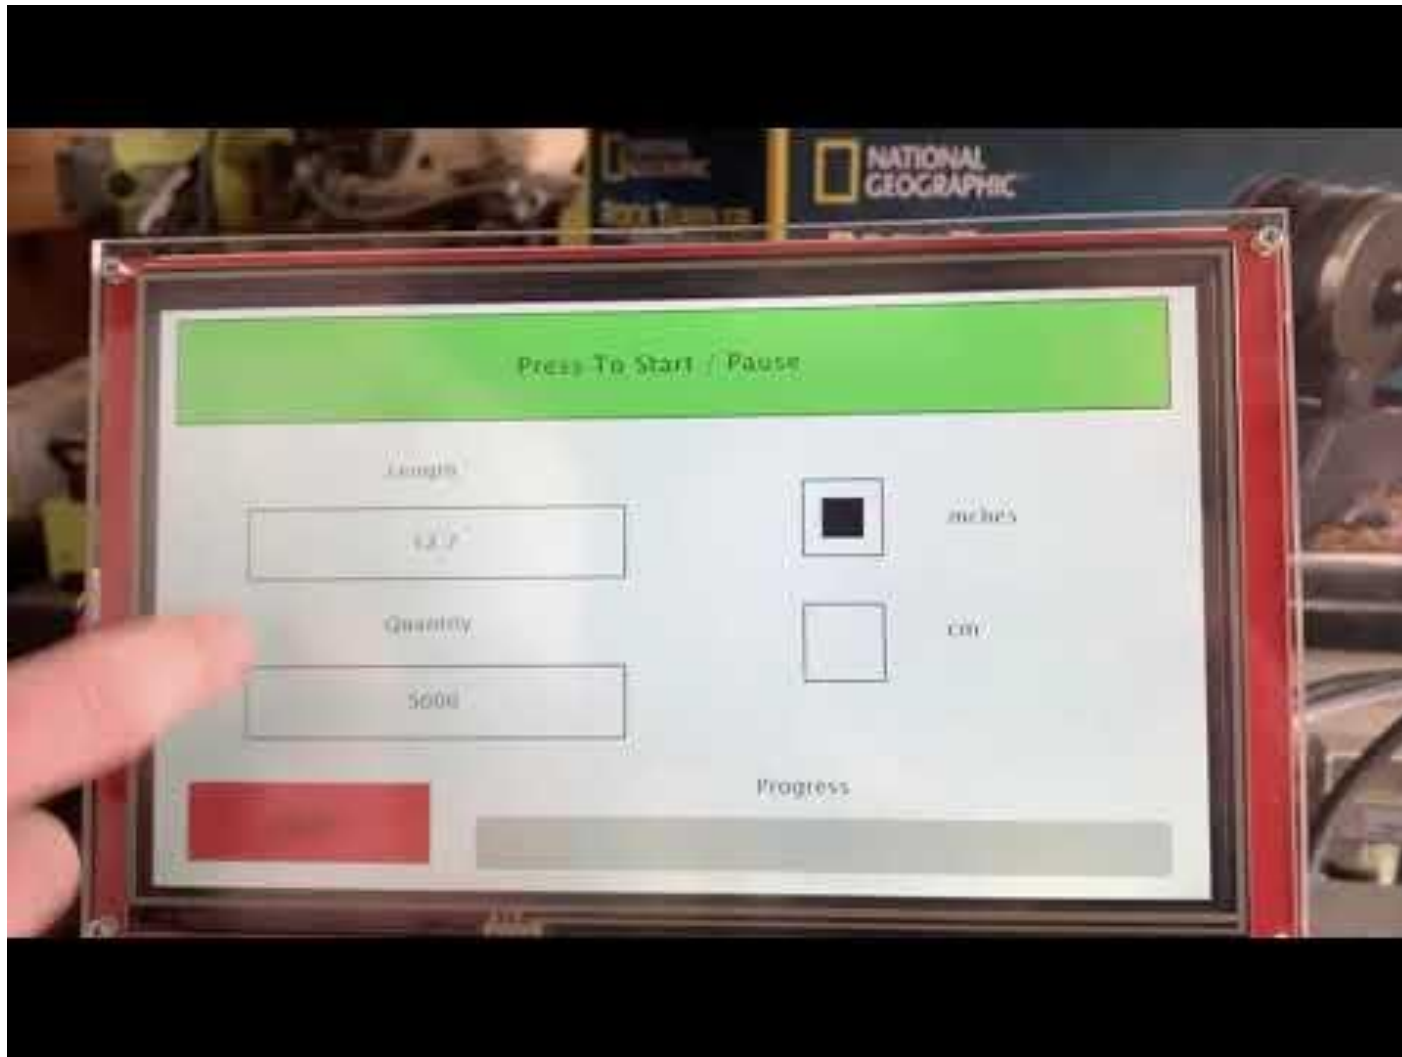 NATIONAL
GEOGRAPHIC
Press To Start / Pause
Length
inches
Quantity
cm
5000
Progress